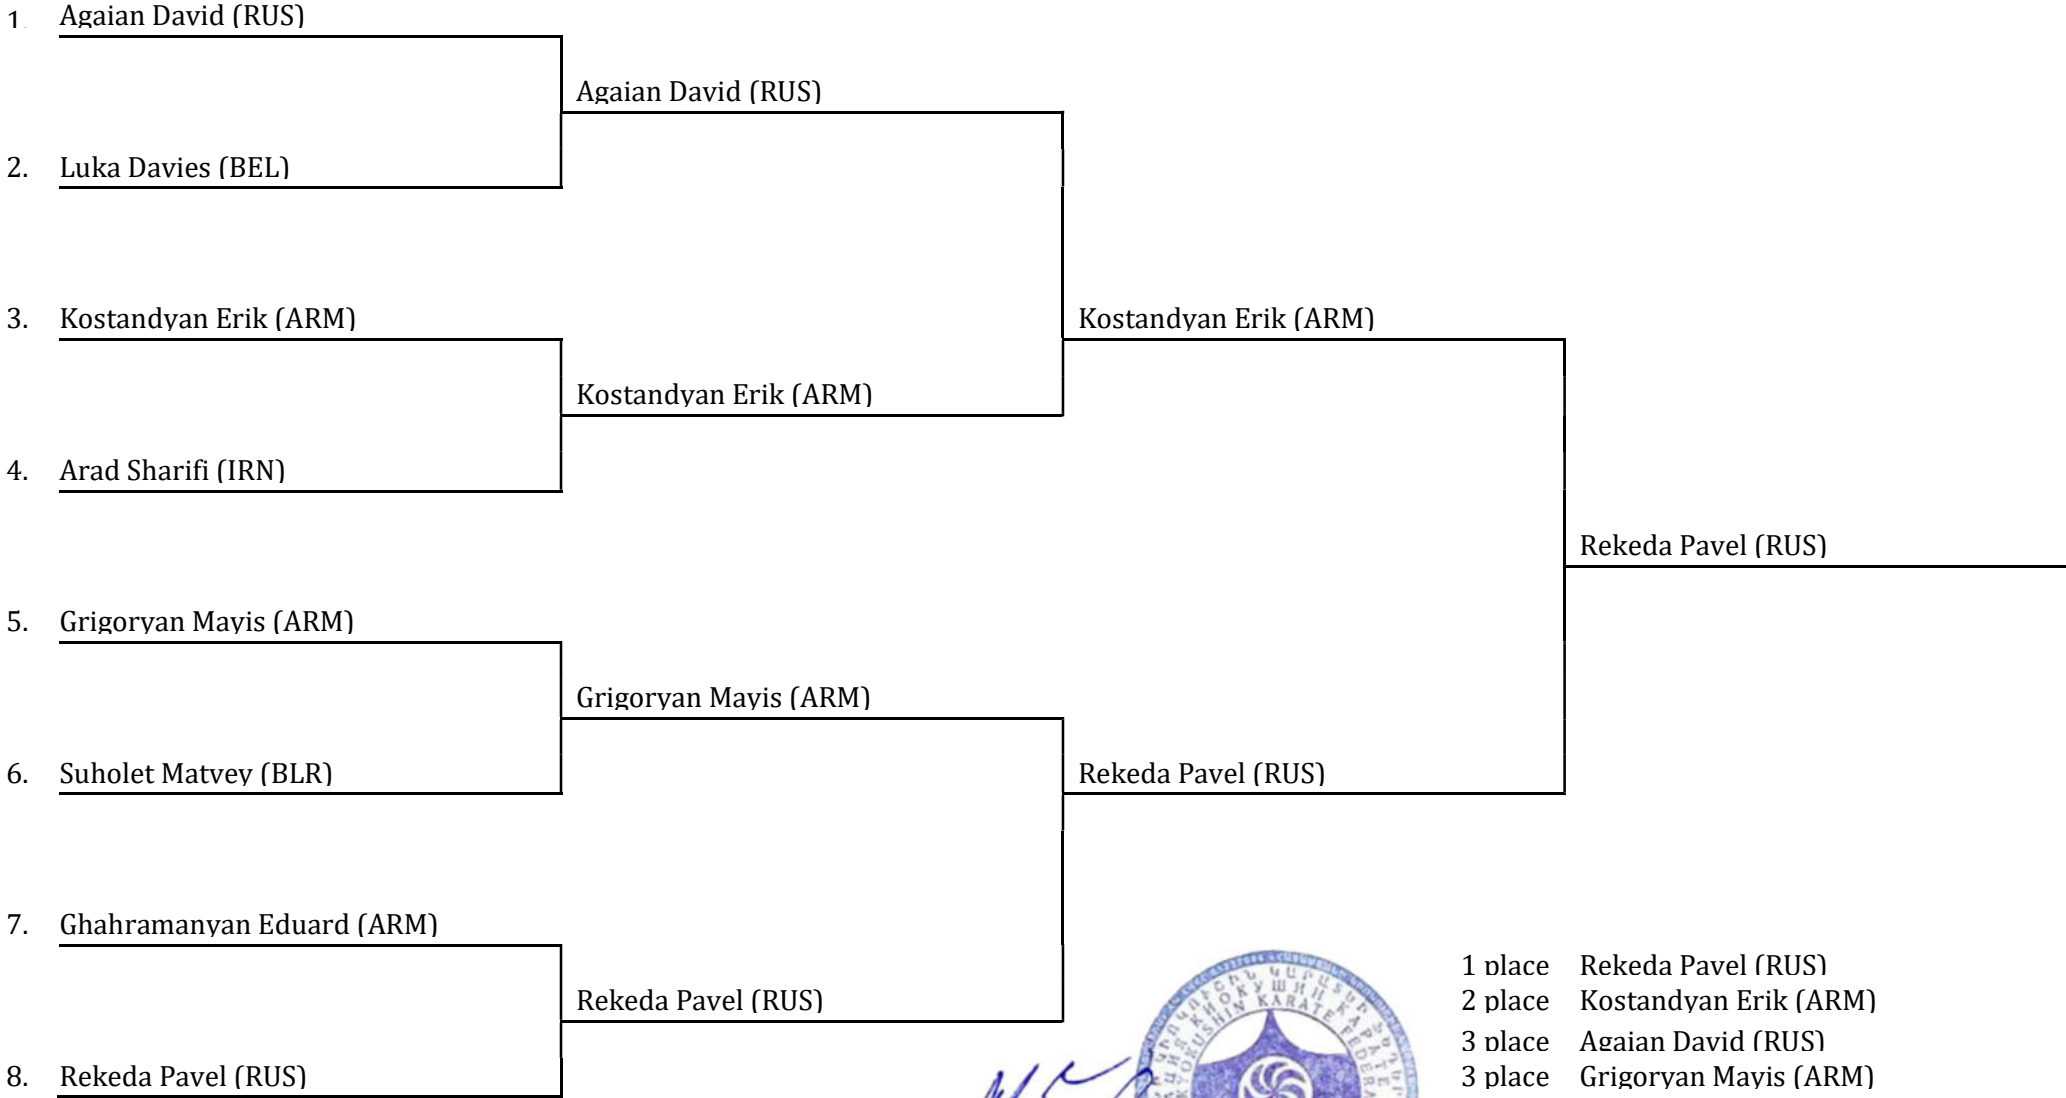 1. Agaian David (RUS)
Agaian David (RUS)
2. Luka Davies (BEL)
3. Kostandyan Erik (ARM)
Kostandyan Erik (ARM)
Kostandyan Erik (ARM)
4. Arad Sharifi (IRN)
Rekeda Pavel (RUS)
5. Grigoryan Mayis (ARM)
Grigoryan Mayis (ARM)
6. Suholet Matvey (BLR)
Rekeda Pavel (RUS)
7. Ghahramanyan Eduard (ARM)
Rekeda Pavel (RUS)
8. Rekeda Pavel (RUS)
1 place Rekeda Pavel (RUS)
2 place Kostandyan Erik (ARM)
3 place Agaian David (RUS)
3 place Grigoryan Mayis (ARM)
KARATE